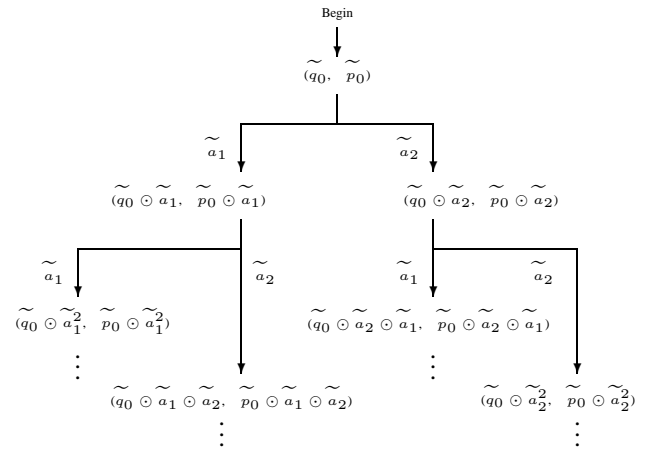 Begin
(q̃₀, p̃₀)
ã₁ ã₂
(q̃₀ ⊙ ã₁, p̃₀ ⊙ ã₁) (q̃₀ ⊙ ã₂, p̃₀ ⊙ ã₂)
ã₁ ã₂ ã₁ ã₂
(q̃₀ ⊙ ã₁², p̃₀ ⊙ ã₁²) (q̃₀ ⊙ ã₂ ⊙ ã₁, p̃₀ ⊙ ã₂ ⊙ ã₁)
⋮ ⋮
(q̃₀ ⊙ ã₁ ⊙ ã₂, p̃₀ ⊙ ã₁ ⊙ ã₂) (q̃₀ ⊙ ã₂², p̃₀ ⊙ ã₂²)
⋮ ⋮